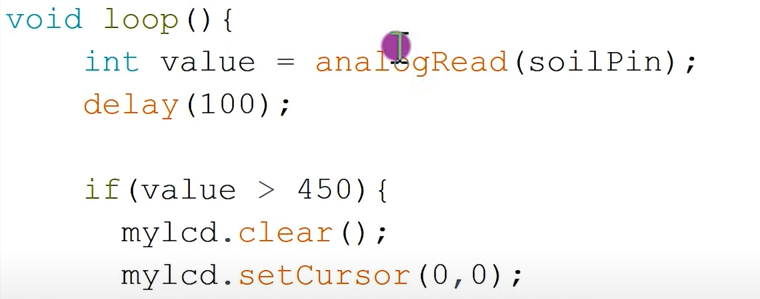 void loop(){
int value = analogRead(soilPin);
delay(100);
if(value > 450){
mylcd.clear();
mylcd.setCursor(0,0);